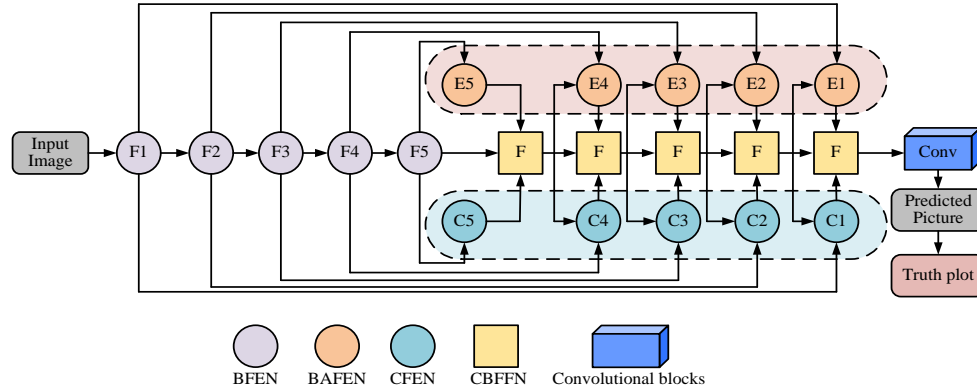 E5
E4
E3
E2
E1
Input
Image
F1
F2
F3
F4
F5
F
F
F
F
F
Conv
Predicted
Picture
C5
C4
C3
C2
C1
Truth plot
BFEN
BAFEN
CFEN
CBFFN
Convolutional blocks